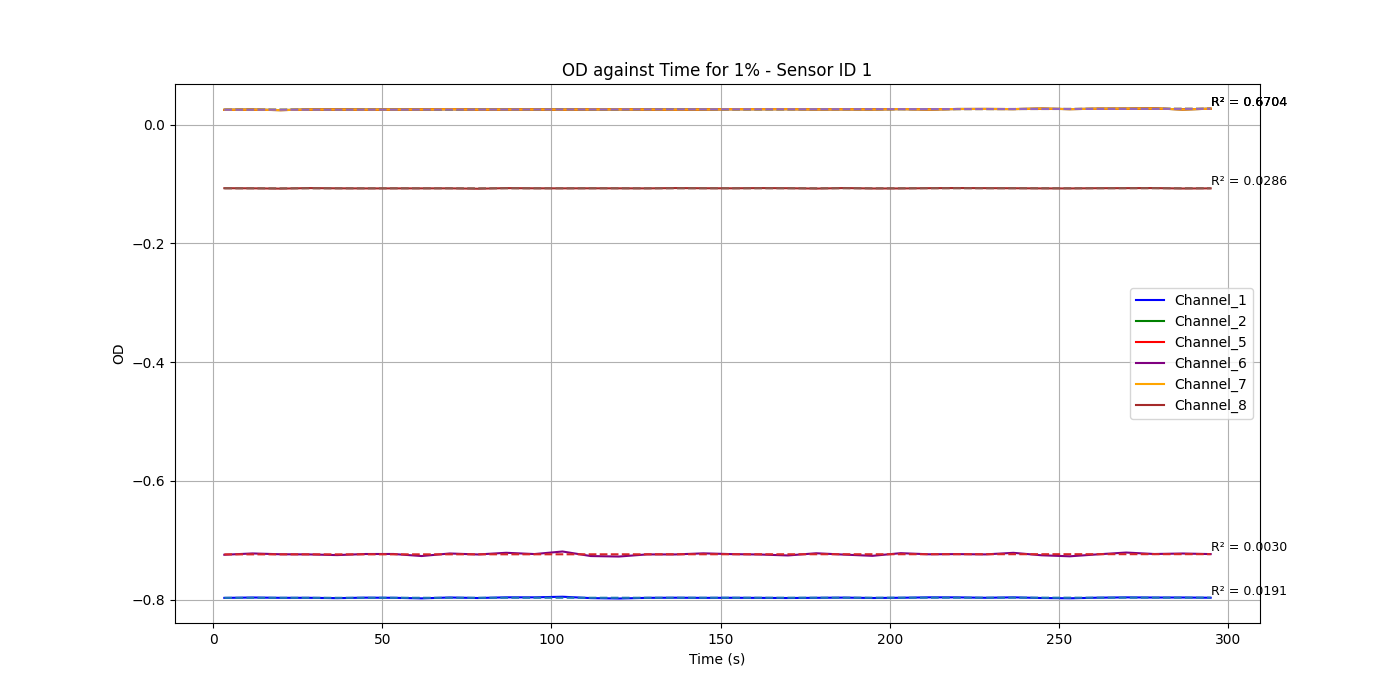 OD against Time for 1% - Sensor ID 1
R² = 0.6704
0.0
R² = 0.0286
−0.2
Channel_1
Channel_2
Channel_5
Channel_6
Channel_7
Channel_8
OD
−0.4
−0.6
R² = 0.0030
R² = 0.0191
−0.8
0 50 100 150 200 250 300
Time (s)